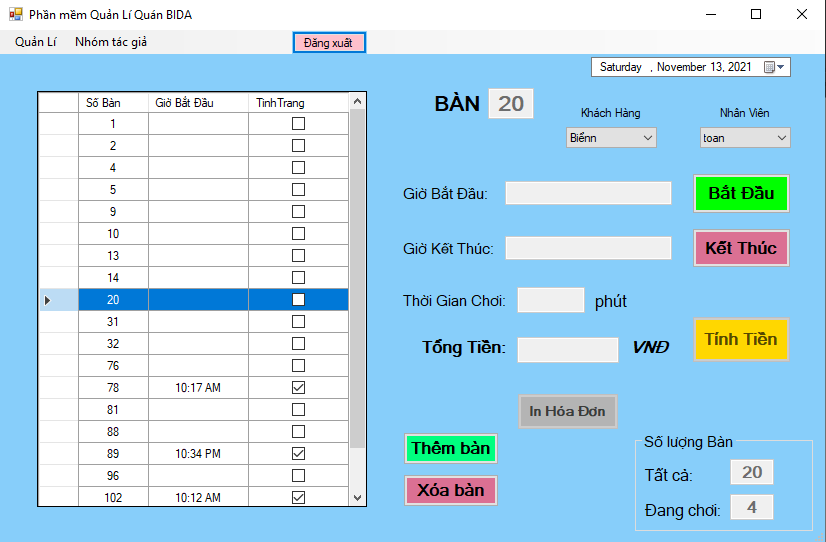 Phần mềm Quản Lí Quán BIDA
Quản Lí Nhóm tác giả Đăng xuất
Saturday , November 13, 2021
Số Bàn Giờ Bắt Đầu TinhTrang
1
2
4
5
9
10
13
14
20
31
32
76
78 10:17 AM
81
88
89 10:34 PM
96
102 10:12 AM
BÀN 20
Khách Hàng Nhân Viên
Biểnn toan
Giờ Bắt Đầu: Bắt Đầu
Giờ Kết Thúc: Kết Thúc
Thời Gian Chơi: phút
Tổng Tiền: VNĐ Tính Tiền
In Hóa Đơn
Thêm bàn
Xóa bàn
Số lượng Bàn
Tất cả: 20
Đang chơi: 4